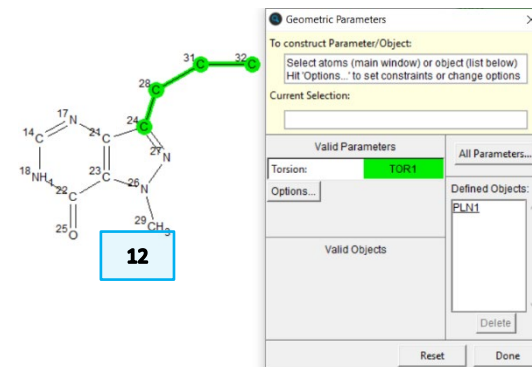 Geometric Parameters
To construct Parameter/Object:
Select atoms (main window) or object (list below)
Hit 'Options...' to set constraints or change options
Current Selection:
Valid Parameters
Torsion:
TOR1
Options...
Valid Objects
All Parameters...
Defined Objects:
PLN1
Delete
Reset
Done
31 C
32 C
28 C
24 C
17 N
21
14
27 N
18 NH
23
26 N
22
25 O
29 CH3
12